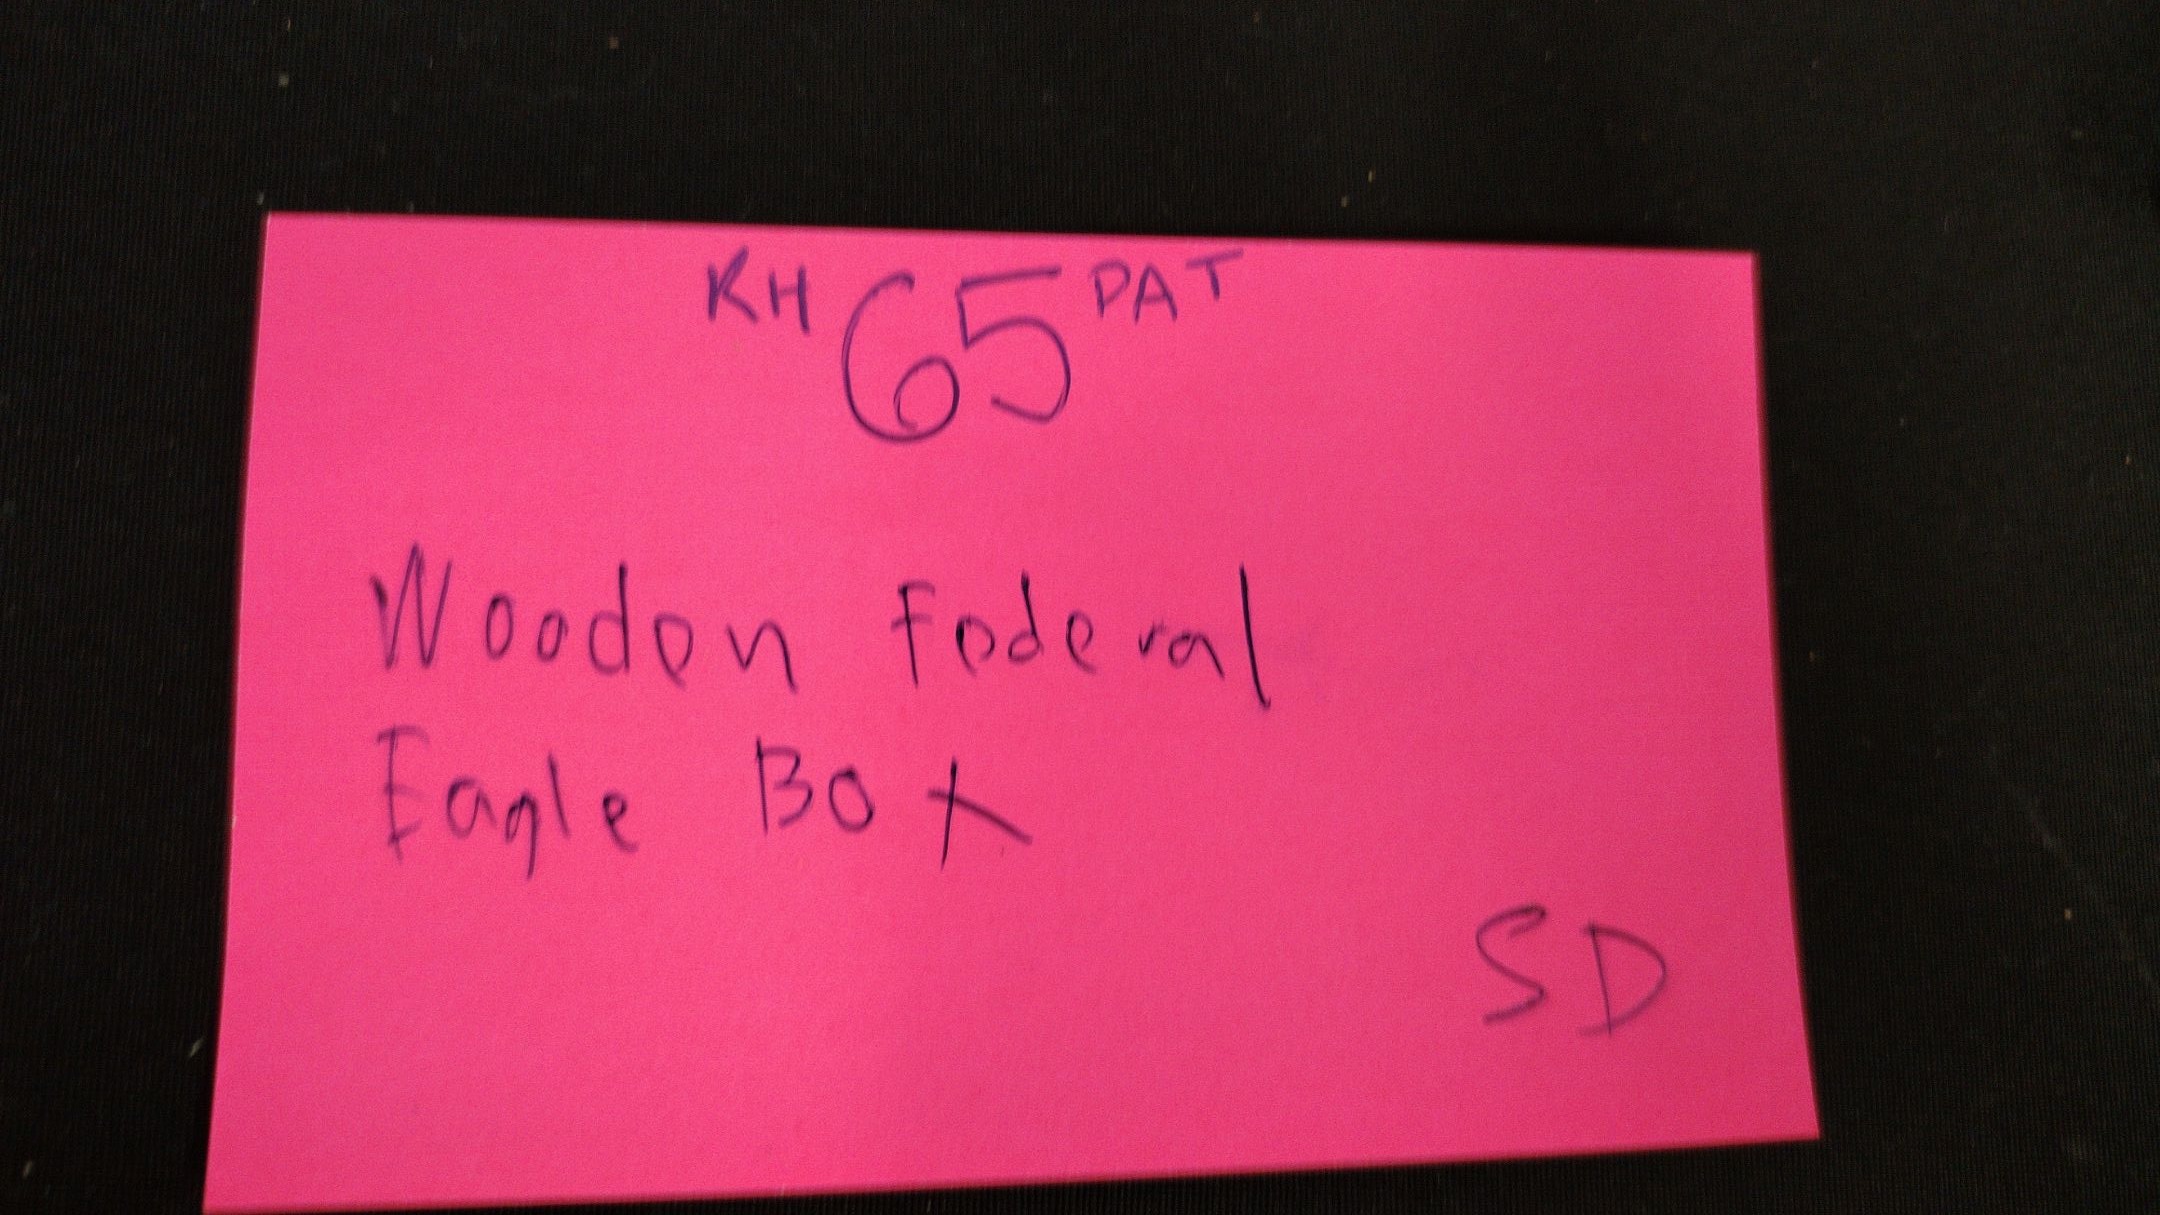 KH 65 PAT
Wooden Federal
Eagle Box
SD